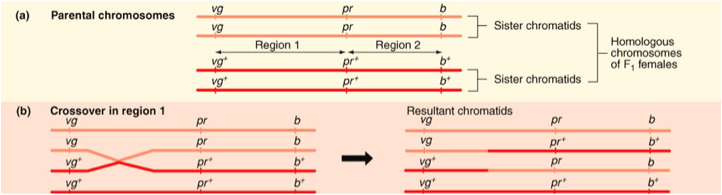 (a) Parental chromosomes
vg pr b
vg pr b
Sister chromatids
Region 1 Region 2
Homologous
chromosomes
of F1 females
vg+ pr+ b+
vg+ pr+ b+
Sister chromatids
(b) Crossover in region 1
vg pr b
vg pr b
vg+ pr+ b+
vg+ pr+ b+
Resultant chromatids
vg pr b
vg pr+ b+
vg+ pr b
vg+ pr+ b+